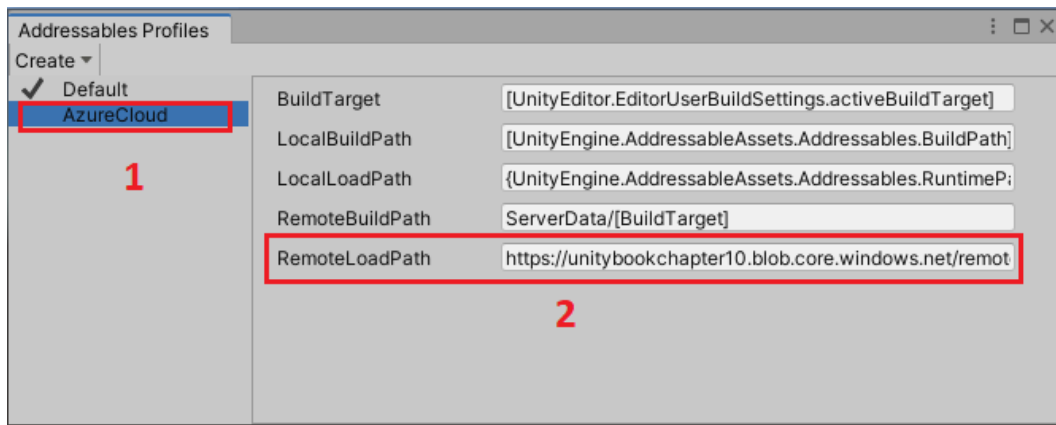 Addressables Profiles
Create
Default
AzureCloud
1
BuildTarget [UnityEditor.EditorUserBuildSettings.activeBuildTarget]
LocalBuildPath [UnityEngine.AddressableAssets.Addressables.BuildPath]
LocalLoadPath {UnityEngine.AddressableAssets.Addressables.RuntimePa
RemoteBuildPath ServerData/[BuildTarget]
RemoteLoadPath https://unitybookchapter10.blob.core.windows.net/remot
2